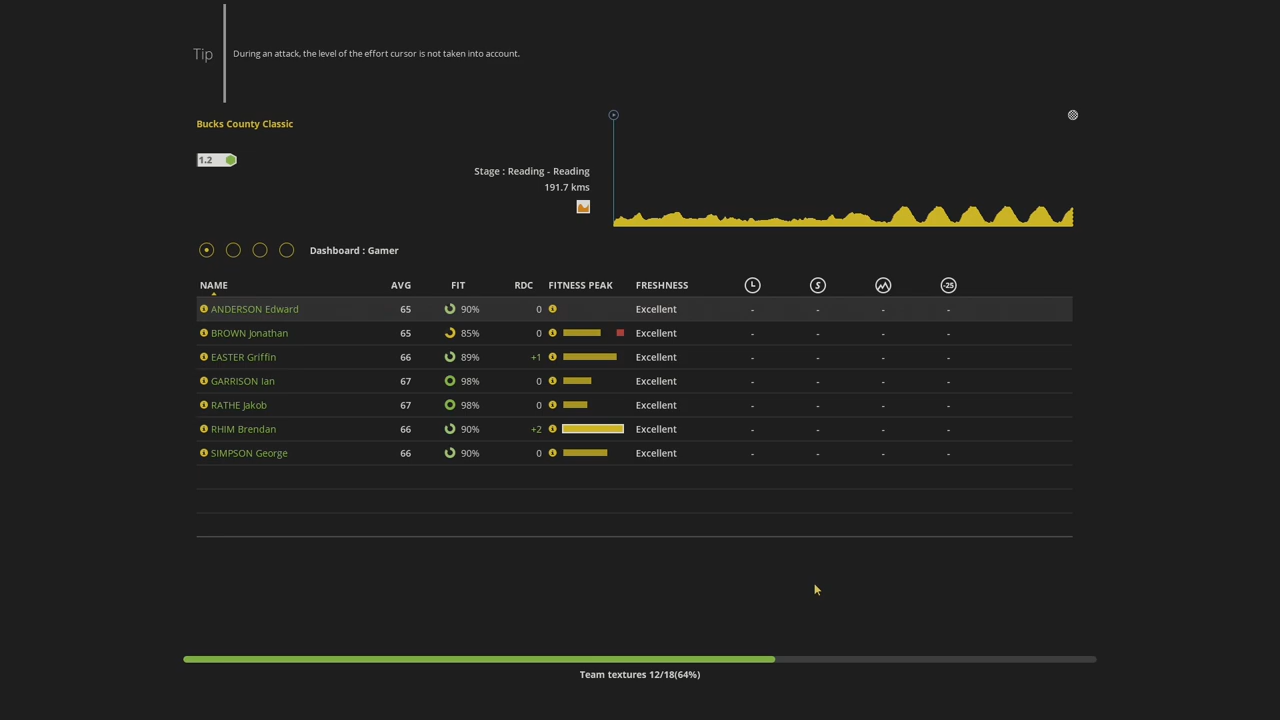 Tip
During an attack, the level of the effort cursor is not taken into account.
Bucks County Classic
1.2
Stage : Reading - Reading
191.7 kms
Dashboard : Gamer
NAME AVG FIT RDC FITNESS PEAK FRESHNESS S -25
ANDERSON Edward 65 90% 0 Excellent - - - -
BROWN Jonathan 65 85% 0 Excellent - - - -
EASTER Griffin 66 89% +1 Excellent - - - -
GARRISON Ian 67 98% 0 Excellent - - - -
RATHE Jakob 67 98% 0 Excellent - - - -
RHIM Brendan 66 90% +2 Excellent - - - -
SIMPSON George 66 90% 0 Excellent - - - -
Team textures 12/18(64%)